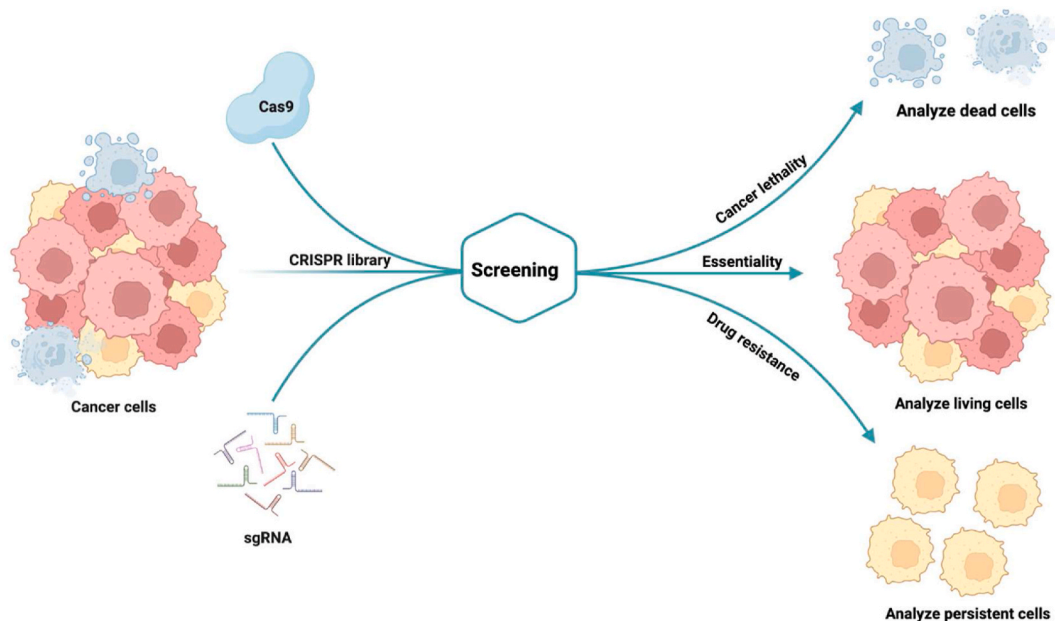 Cas9
Analyze dead cells
Cancer lethality
CRISPR library
Screening
Essentiality
Drug resistance
Cancer cells
Analyze living cells
sgRNA
Analyze persistent cells